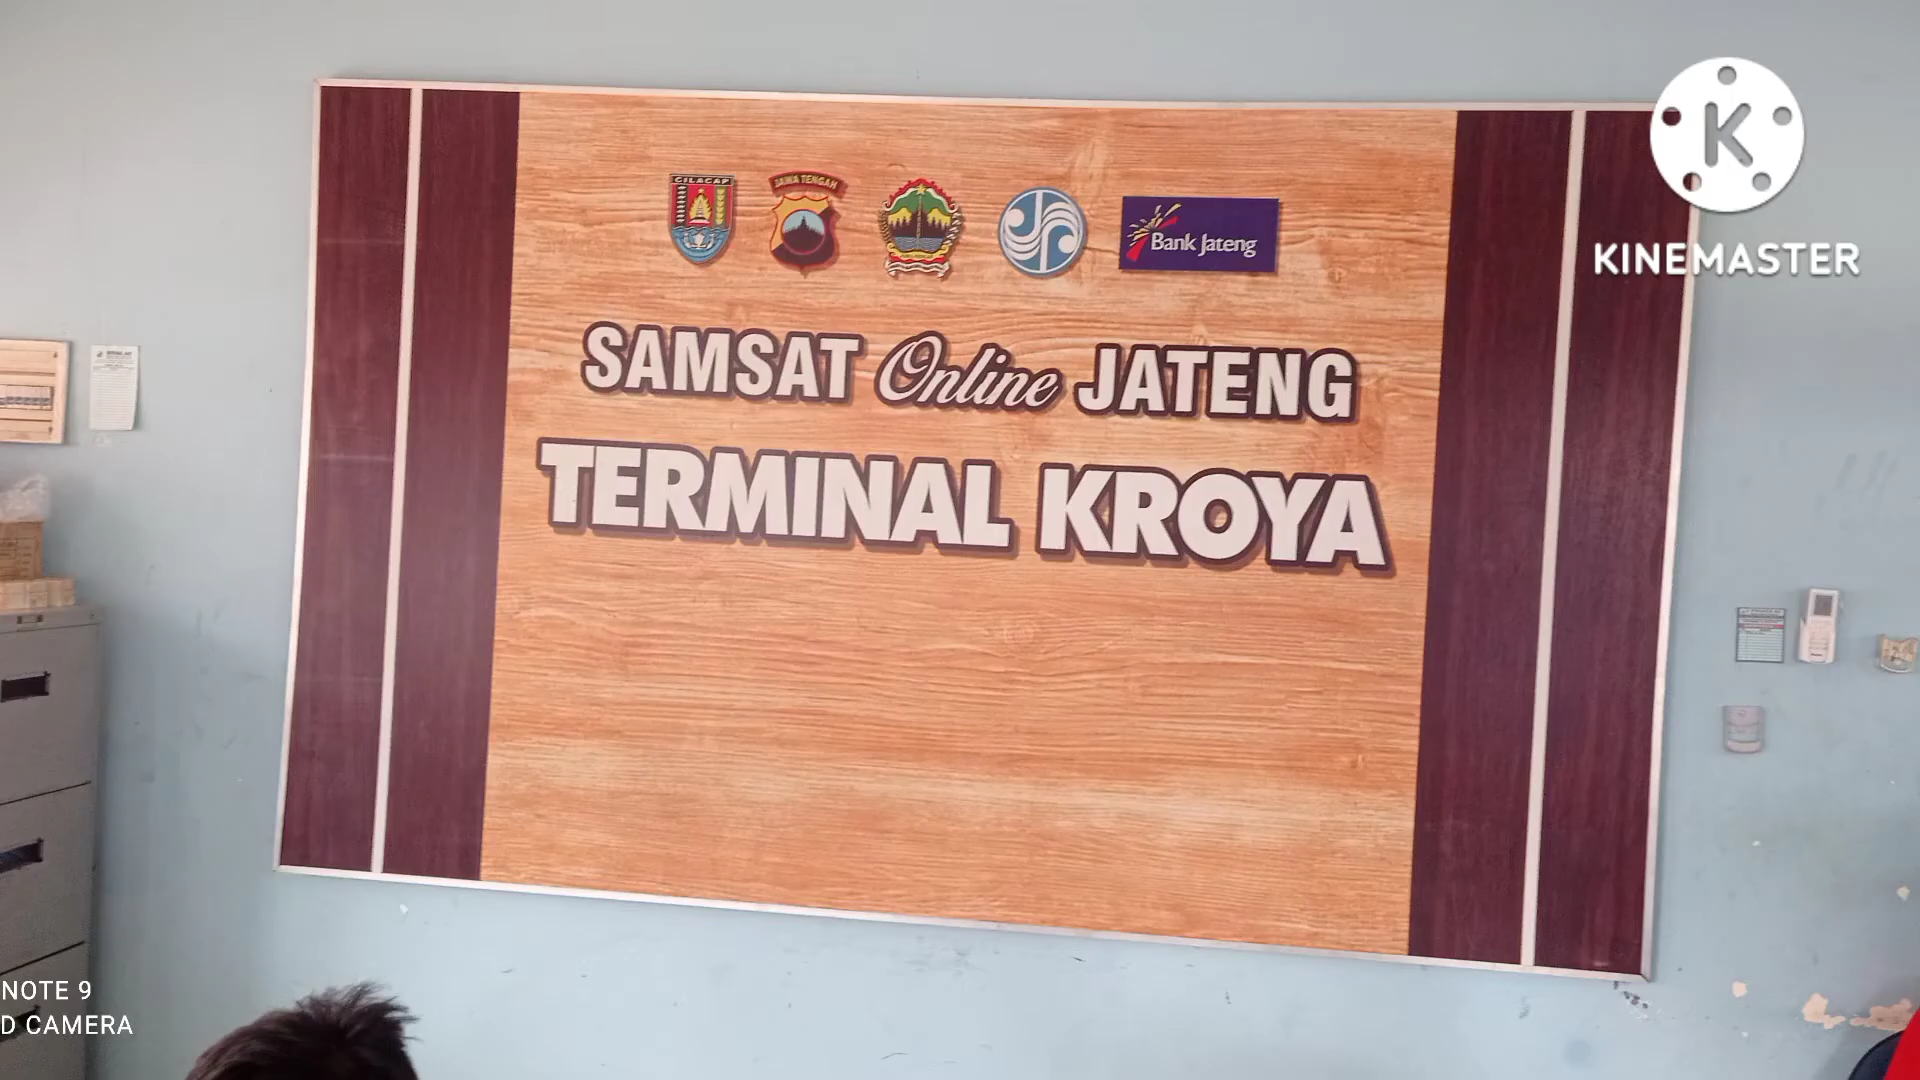 CILACAP
JAWA TENGAH
Bank Jateng
SAMSAT Online JATENG
TERMINAL KROYA
K
KINEMASTER
NOTE 9
D CAMERA